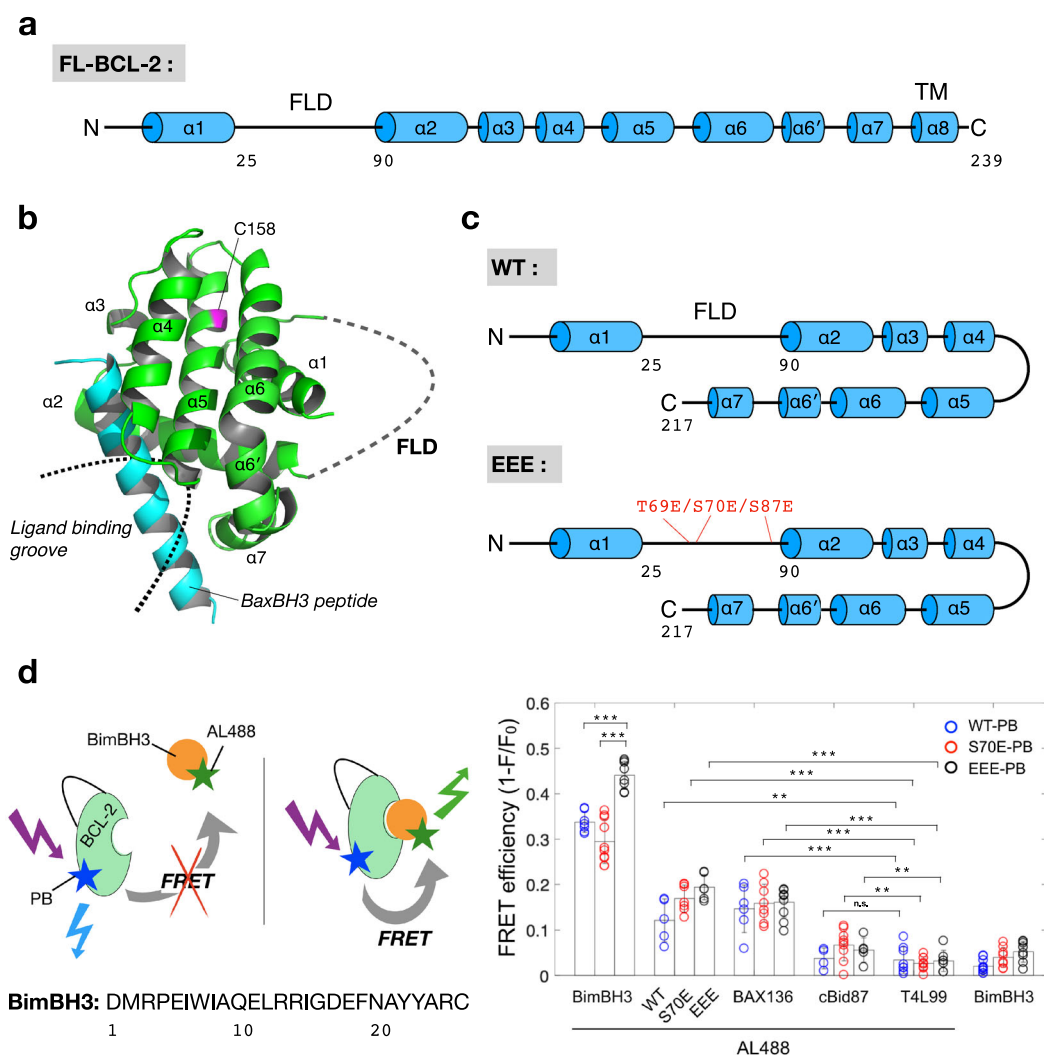 a
FL-BCL-2 :
FLD
TM
N α1 α2 α3 α4 α5 α6 α6′ α7 α8 C
25 90 239
b
C158
α3
α4
α1
α6
α2
α5
FLD
α6′
Ligand binding
groove
α7
BaxBH3 peptide
c
WT :
FLD
N α1 α2 α3 α4
25 90
C α7 α6′ α6 α5
217
EEE :
T69E/S70E/S87E
N α1 α2 α3 α4
25 90
C α7 α6′ α6 α5
217
d
BimBH3
AL488
BCL-2
PB
FRET
FRET
BimBH3: DMRPEIWIAQELRRIGDEFNAYYARC
1 10 20
FRET efficiency (1-F/F0)
0.6
0.5
0.4
0.3
0.2
0.1
0
WT-PB
S70E-PB
EEE-PB
***
***
***
***
**
***
***
***
**
**
n.s.
BimBH3 WT S70E EEE BAX136 cBid87 T4L99 BimBH3
AL488